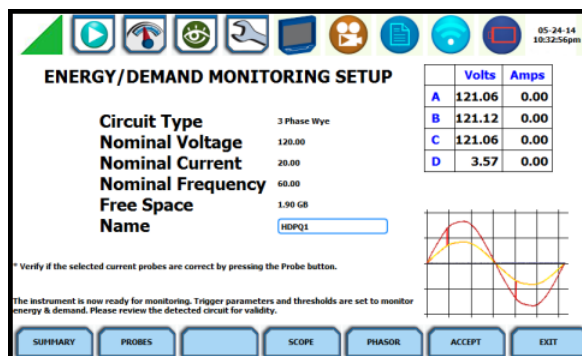 05-24-14
10:32:56pm
ENERGY/DEMAND MONITORING SETUP
Volts Amps
A 121.06 0.00
B 121.12 0.00
C 121.06 0.00
D 3.57 0.00
Circuit Type 3 Phase Wye
Nominal Voltage 120.00
Nominal Current 20.00
Nominal Frequency 60.00
Free Space 1.90 GB
Name HDPQ1
* Verify if the selected current probes are correct by pressing the Probe button.
The instrument is now ready for monitoring. Trigger parameters and thresholds are set to monitor
energy & demand. Please review the detected circuit for validity.
SUMMARY PROBES SCOPE PHASOR ACCEPT EXIT